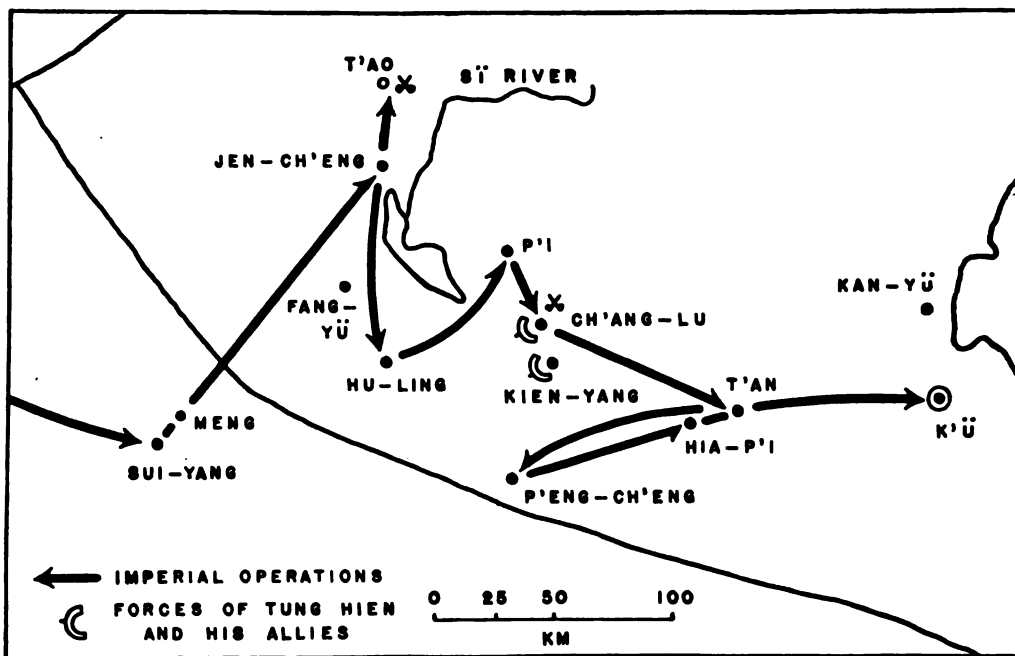 T'AO
SÏ RIVER
JEN–CH'ENG
P'I
KAN–YÜ
FANG–
YÜ
CH'ANG–LU
HU–LING
KIEN–YANG
T'AN
MENG
HIA–P'I
K'Ü
SUI–YANG
P'ENG–CH'ENG
IMPERIAL OPERATIONS
FORCES OF TUNG HIEN
AND HIS ALLIES
0 25 50 100
KM